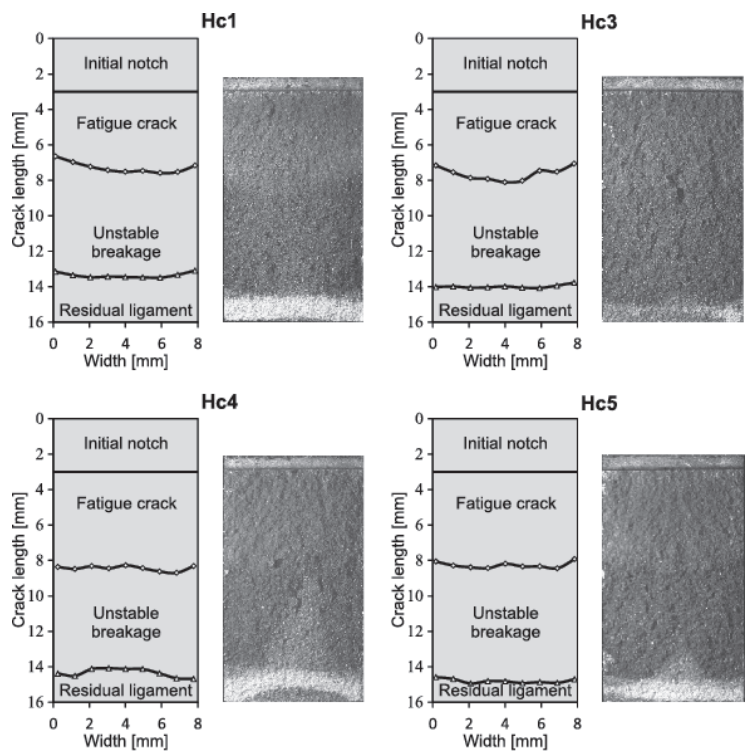 Hc1
0
2
4
6
8
10
12
14
16
Crack length [mm]
Initial notch
Fatigue crack
Unstable
breakage
Residual ligament
0 2 4 6 8
Width [mm]
Hc3
0
2
4
6
8
10
12
14
16
Crack length [mm]
Initial notch
Fatigue crack
Unstable
breakage
Residual ligament
0 2 4 6 8
Width [mm]
Hc4
0
2
4
6
8
10
12
14
16
Crack length [mm]
Initial notch
Fatigue crack
Unstable
breakage
Residual ligament
0 2 4 6 8
Width [mm]
Hc5
0
2
4
6
8
10
12
14
16
Crack length [mm]
Initial notch
Fatigue crack
Unstable
breakage
Residual ligament
0 2 4 6 8
Width [mm]